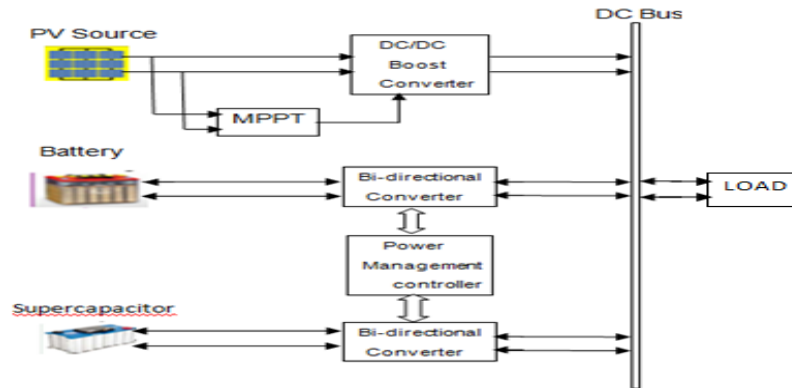 DC Bus
PV Source
DC/DC
Boost
Converter
MPPT
Battery
Bi-directional
Converter
LOAD
Power
Management
controller
Supercapacitor
Bi-directional
Converter